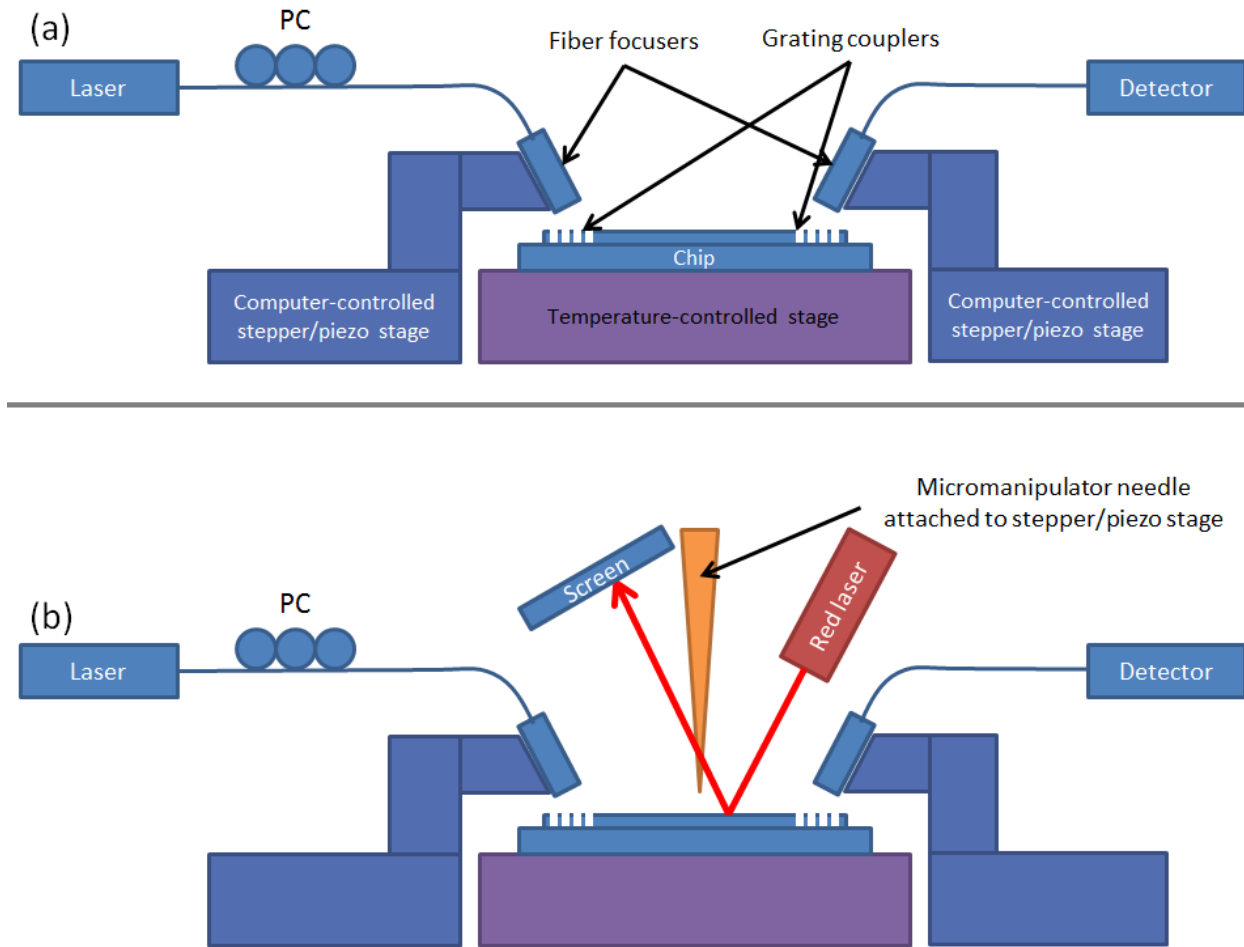 (a)
PC
Fiber focusers
Grating couplers
Laser
Detector
Chip
Computer-controlled
stepper/piezo stage
Temperature-controlled stage
Computer-controlled
stepper/piezo stage
Micromanipulator needle
attached to stepper/piezo stage
Screen
Red laser
(b)
PC
Laser
Detector